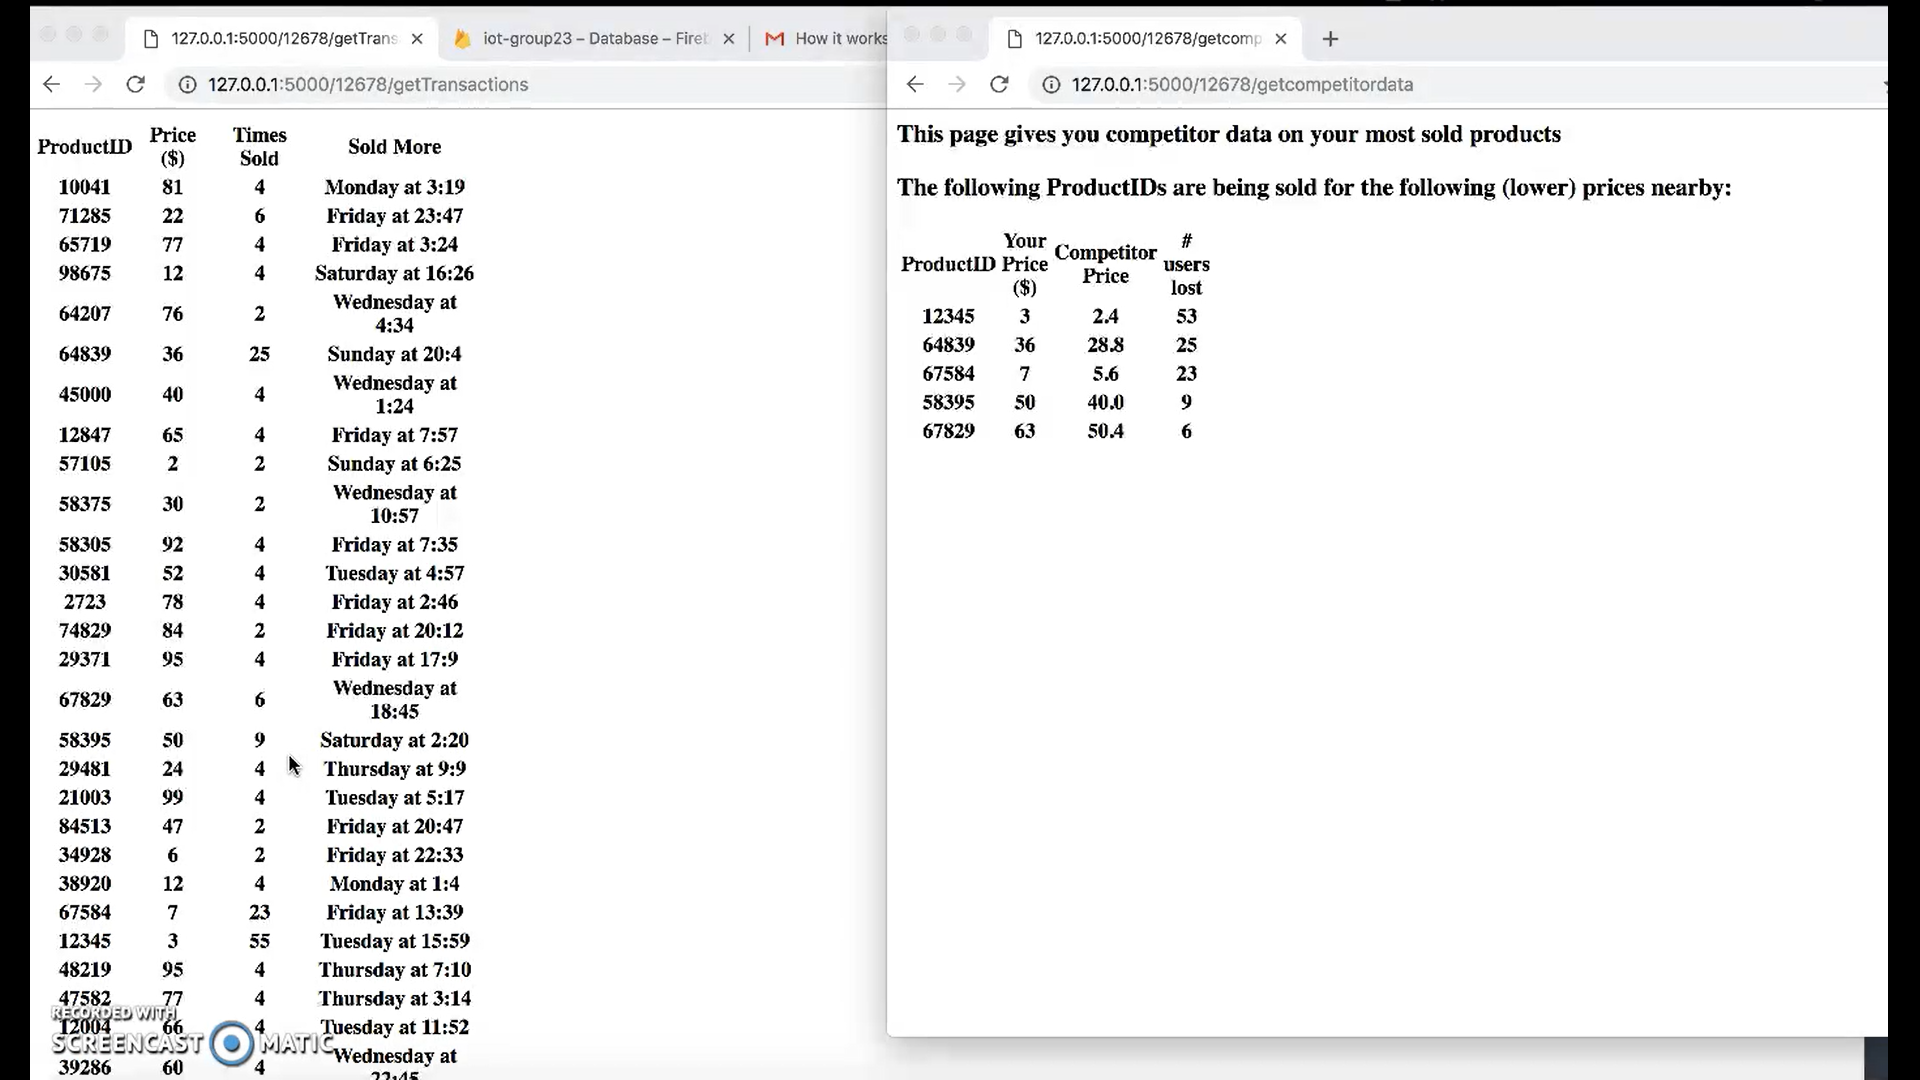 127.0.0.1:5000/12678/getTrans
iot-group23 – Database – Fire
How it works
127.0.0.1:5000/12678/getTransactions
ProductID Price ($) Times Sold Sold More
10041 81 4 Monday at 3:19
71285 22 6 Friday at 23:47
65719 77 4 Friday at 3:24
98675 12 4 Saturday at 16:26
64207 76 2 Wednesday at 4:34
64839 36 25 Sunday at 20:4
45000 40 4 Wednesday at 1:24
12847 65 4 Friday at 7:57
57105 2 2 Sunday at 6:25
58375 30 2 Wednesday at 10:57
58305 92 4 Friday at 7:35
30581 52 4 Tuesday at 4:57
2723 78 4 Friday at 2:46
74829 84 2 Friday at 20:12
29371 95 4 Friday at 17:9
67829 63 6 Wednesday at 18:45
58395 50 9 Saturday at 2:20
29481 24 4 Thursday at 9:9
21003 99 4 Tuesday at 5:17
84513 47 2 Friday at 20:47
34928 6 2 Friday at 22:33
38920 12 4 Monday at 1:4
67584 7 23 Friday at 13:39
12345 3 55 Tuesday at 15:59
48219 95 4 Thursday at 7:10
47582 77 4 Thursday at 3:14
12004 66 4 Tuesday at 11:52
39286 60 4 Wednesday at 22:45
RECORDED WITH
SCREENCAST MATIC
127.0.0.1:5000/12678/getcomp
127.0.0.1:5000/12678/getcompetitordata
This page gives you competitor data on your most sold products
The following ProductIDs are being sold for the following (lower) prices nearby:
ProductID Your Price ($) Competitor Price # users lost
12345 3 2.4 53
64839 36 28.8 25
67584 7 5.6 23
58395 50 40.0 9
67829 63 50.4 6